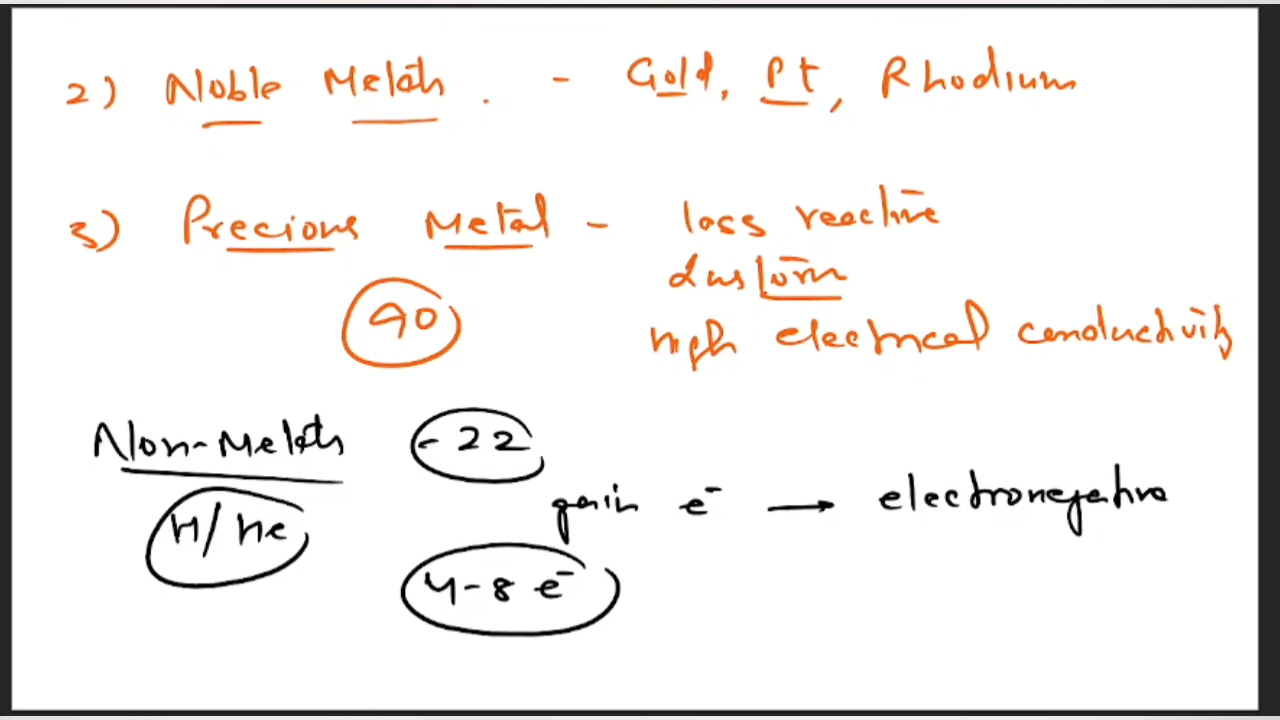 2) Noble Metals. - Gold, Pt, Rhodium
3) Precious Metal - less reactive
90
high electrical conductivity
Non-Metals - 22
gain e⁻ → electronegative
H/He
4-8 e⁻